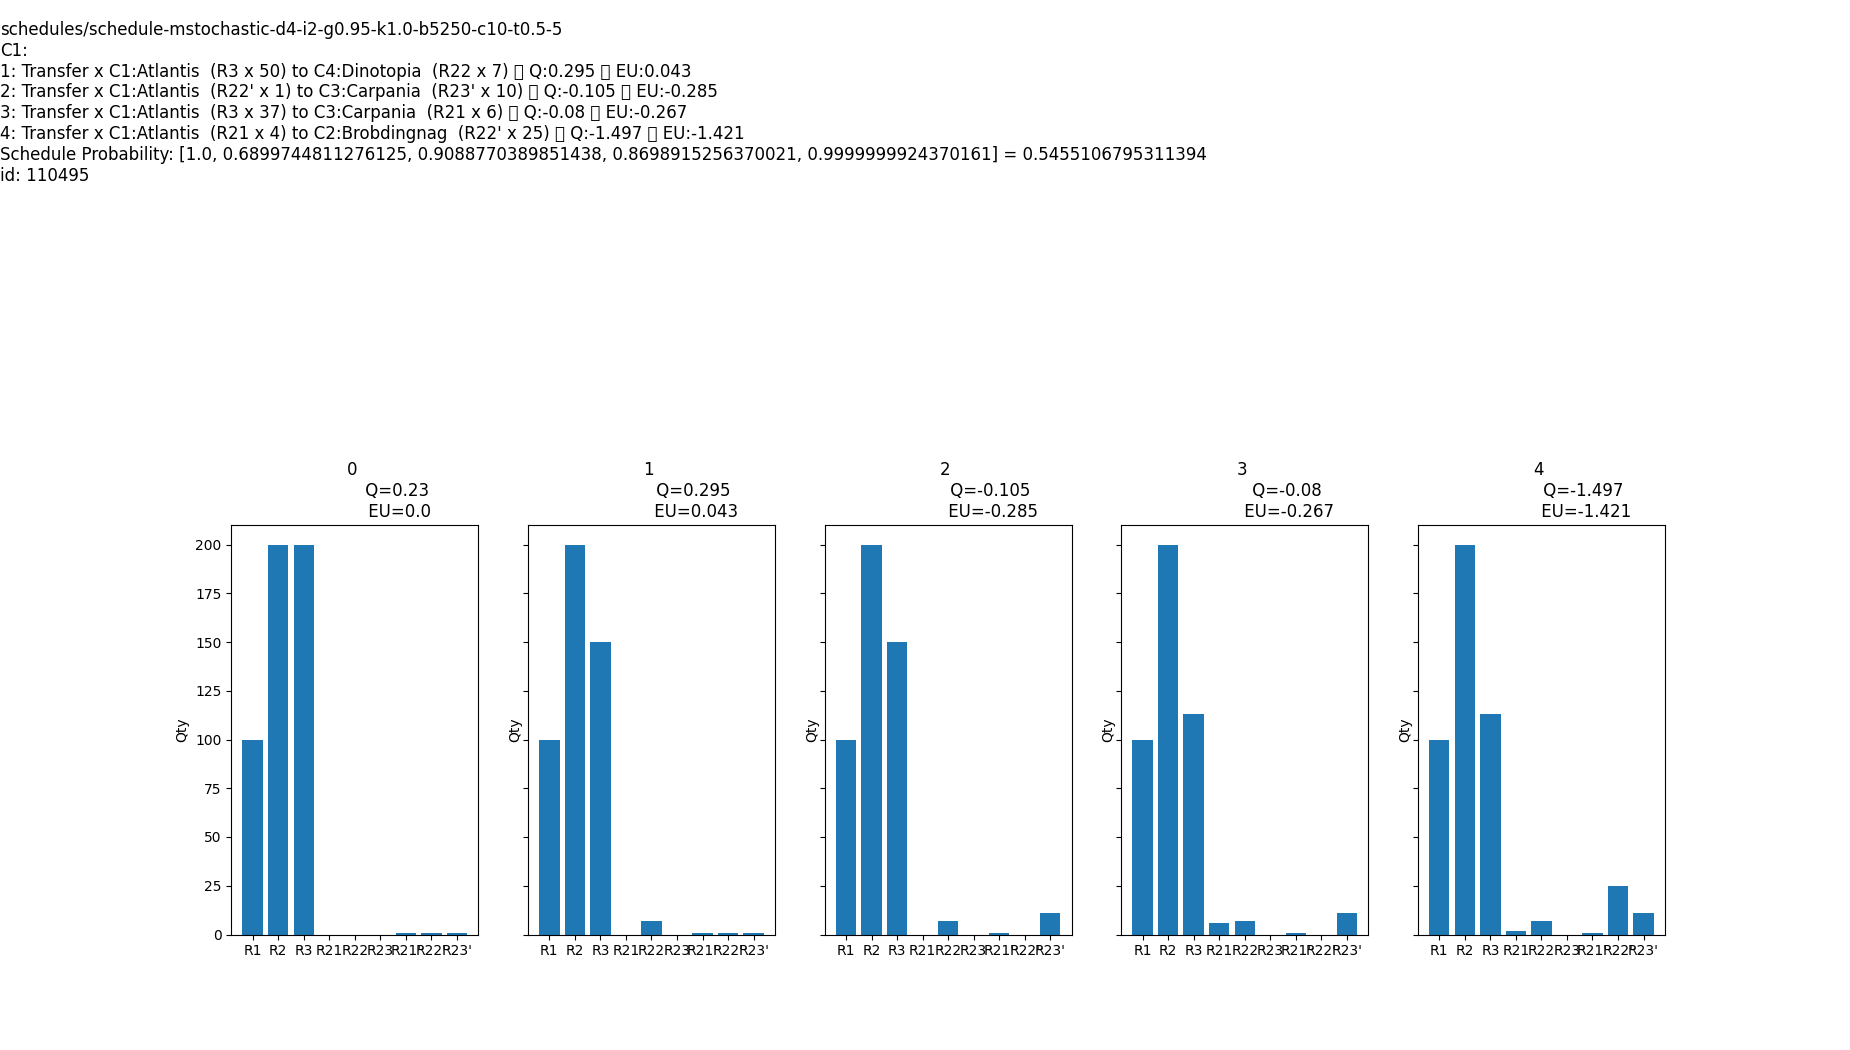 schedules/schedule-mstochastic-d4-i2-g0.95-k1.0-b5250-c10-t0.5-5
C1:
1: Transfer x C1:Atlantis  (R3 x 50) to C4:Dinotopia  (R22 x 7) ▯ Q:0.295 ▯ EU:0.043
2: Transfer x C1:Atlantis  (R22' x 1) to C3:Carpania  (R23' x 10) ▯ Q:-0.105 ▯ EU:-0.285
3: Transfer x C1:Atlantis  (R3 x 37) to C3:Carpania  (R21 x 6) ▯ Q:-0.08 ▯ EU:-0.267
4: Transfer x C1:Atlantis  (R21 x 4) to C2:Brobdingnag  (R22' x 25) ▯ Q:-1.497 ▯ EU:-1.421
Schedule Probability: [1.0, 0.6899744811276125, 0.9088770389851438, 0.8698915256370021, 0.9999999924370161] = 0.5455106795311394
id: 110495
0
Q=0.23
EU=0.0
1
Q=0.295
EU=0.043
2
Q=-0.105
EU=-0.285
3
Q=-0.08
EU=-0.267
4
Q=-1.497
EU=-1.421
200
175
150
125
100
75
50
25
0
Qty
Qty
Qty
Qty
Qty
R1 R2 R3 R21 R22 R23 R21' R22' R23'
R1 R2 R3 R21 R22 R23 R21' R22' R23'
R1 R2 R3 R21 R22 R23 R21' R22' R23'
R1 R2 R3 R21 R22 R23 R21' R22' R23'
R1 R2 R3 R21 R22 R23 R21' R22' R23'